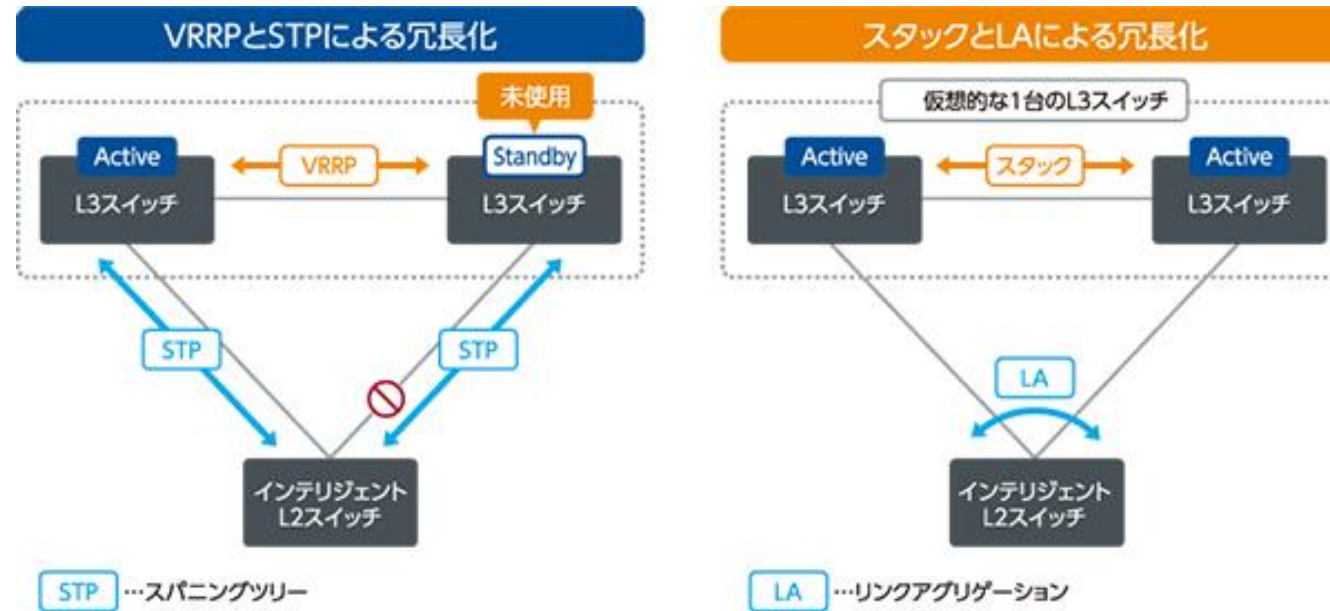 VRRPとSTPによる冗長化
未使用
Active
VRRP
Standby
L3スイッチ
L3スイッチ
STP
STP
インテリジェント
L2スイッチ
STP …スパニングツリー
スタックとLAによる冗長化
仮想的な1台のL3スイッチ
Active
スタック
Active
L3スイッチ
L3スイッチ
LA
インテリジェント
L2スイッチ
LA …リンクアグリゲーション